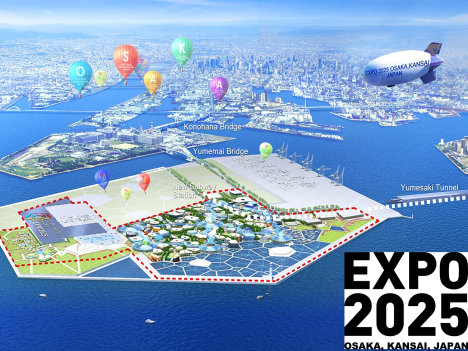 O S A K A
EXPO 2025 OSAKA, KANSAI,
JAPAN
Konohana Bridge
Yumemai Bridge
New Subway
Station
Yumesaki Tunnel
EXPO
2025
OSAKA, KANSAI, JAPAN